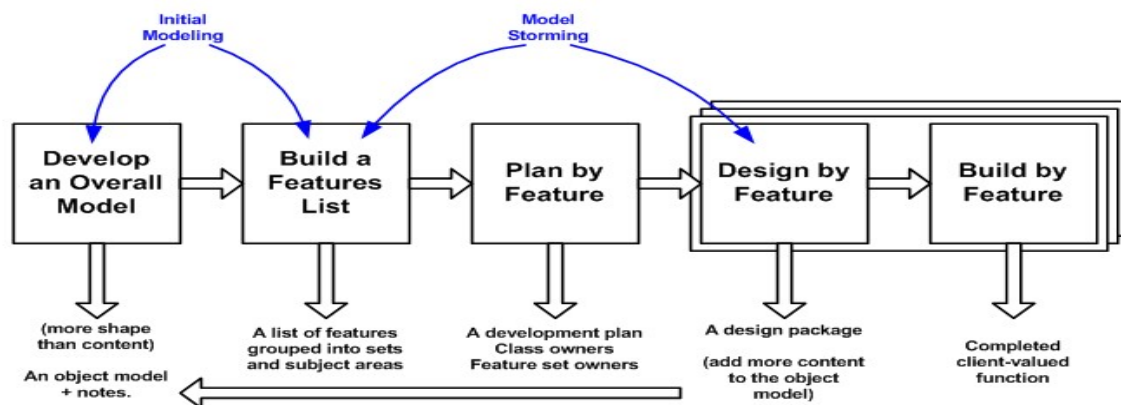 Initial
Modeling
Model
Storming
Develop
an Overall
Model
Build a
Features
List
Plan by
Feature
Design by
Feature
Build by
Feature
(more shape
than content)
An object model
+ notes.
A list of features
grouped into sets
and subject areas
A development plan
Class owners
Feature set owners
A design package
(add more content
to the object
model)
Completed
client-valued
function